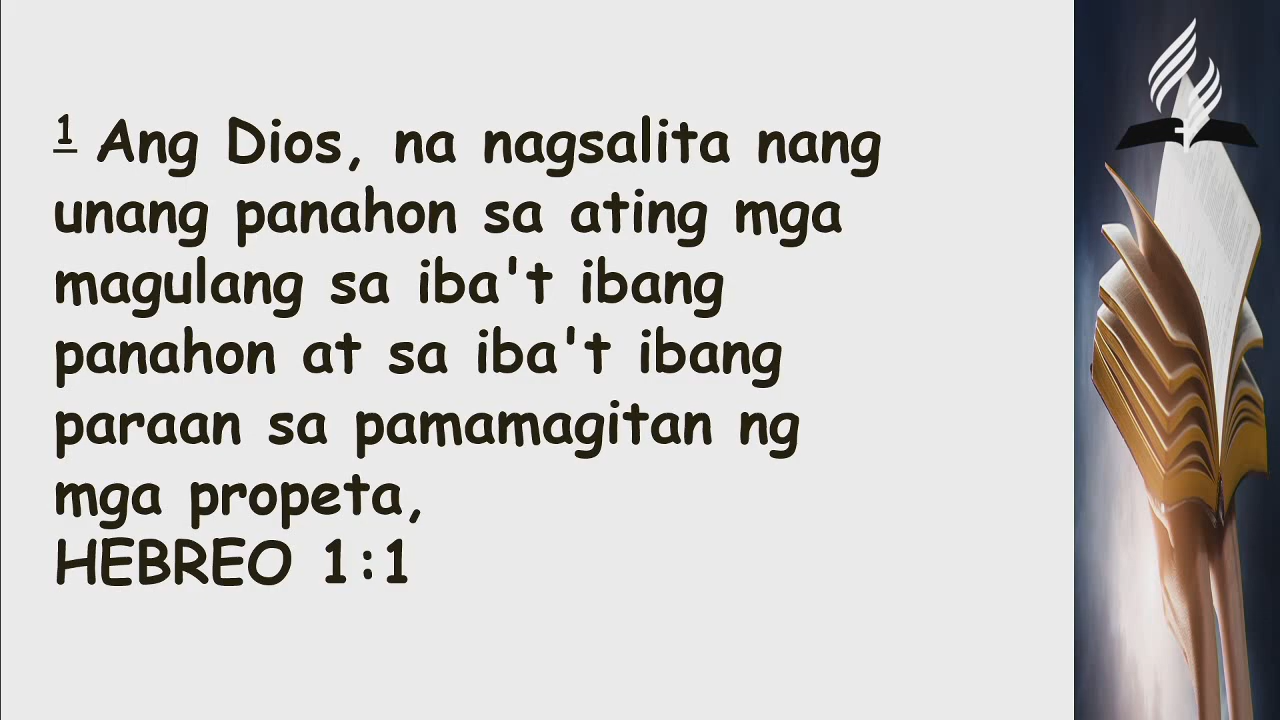 1 Ang Dios, na nagsalita nang
unang panahon sa ating mga
magulang sa iba't ibang
panahon at sa iba't ibang
paraan sa pamamagitan ng
mga propeta,
HEBREO 1:1